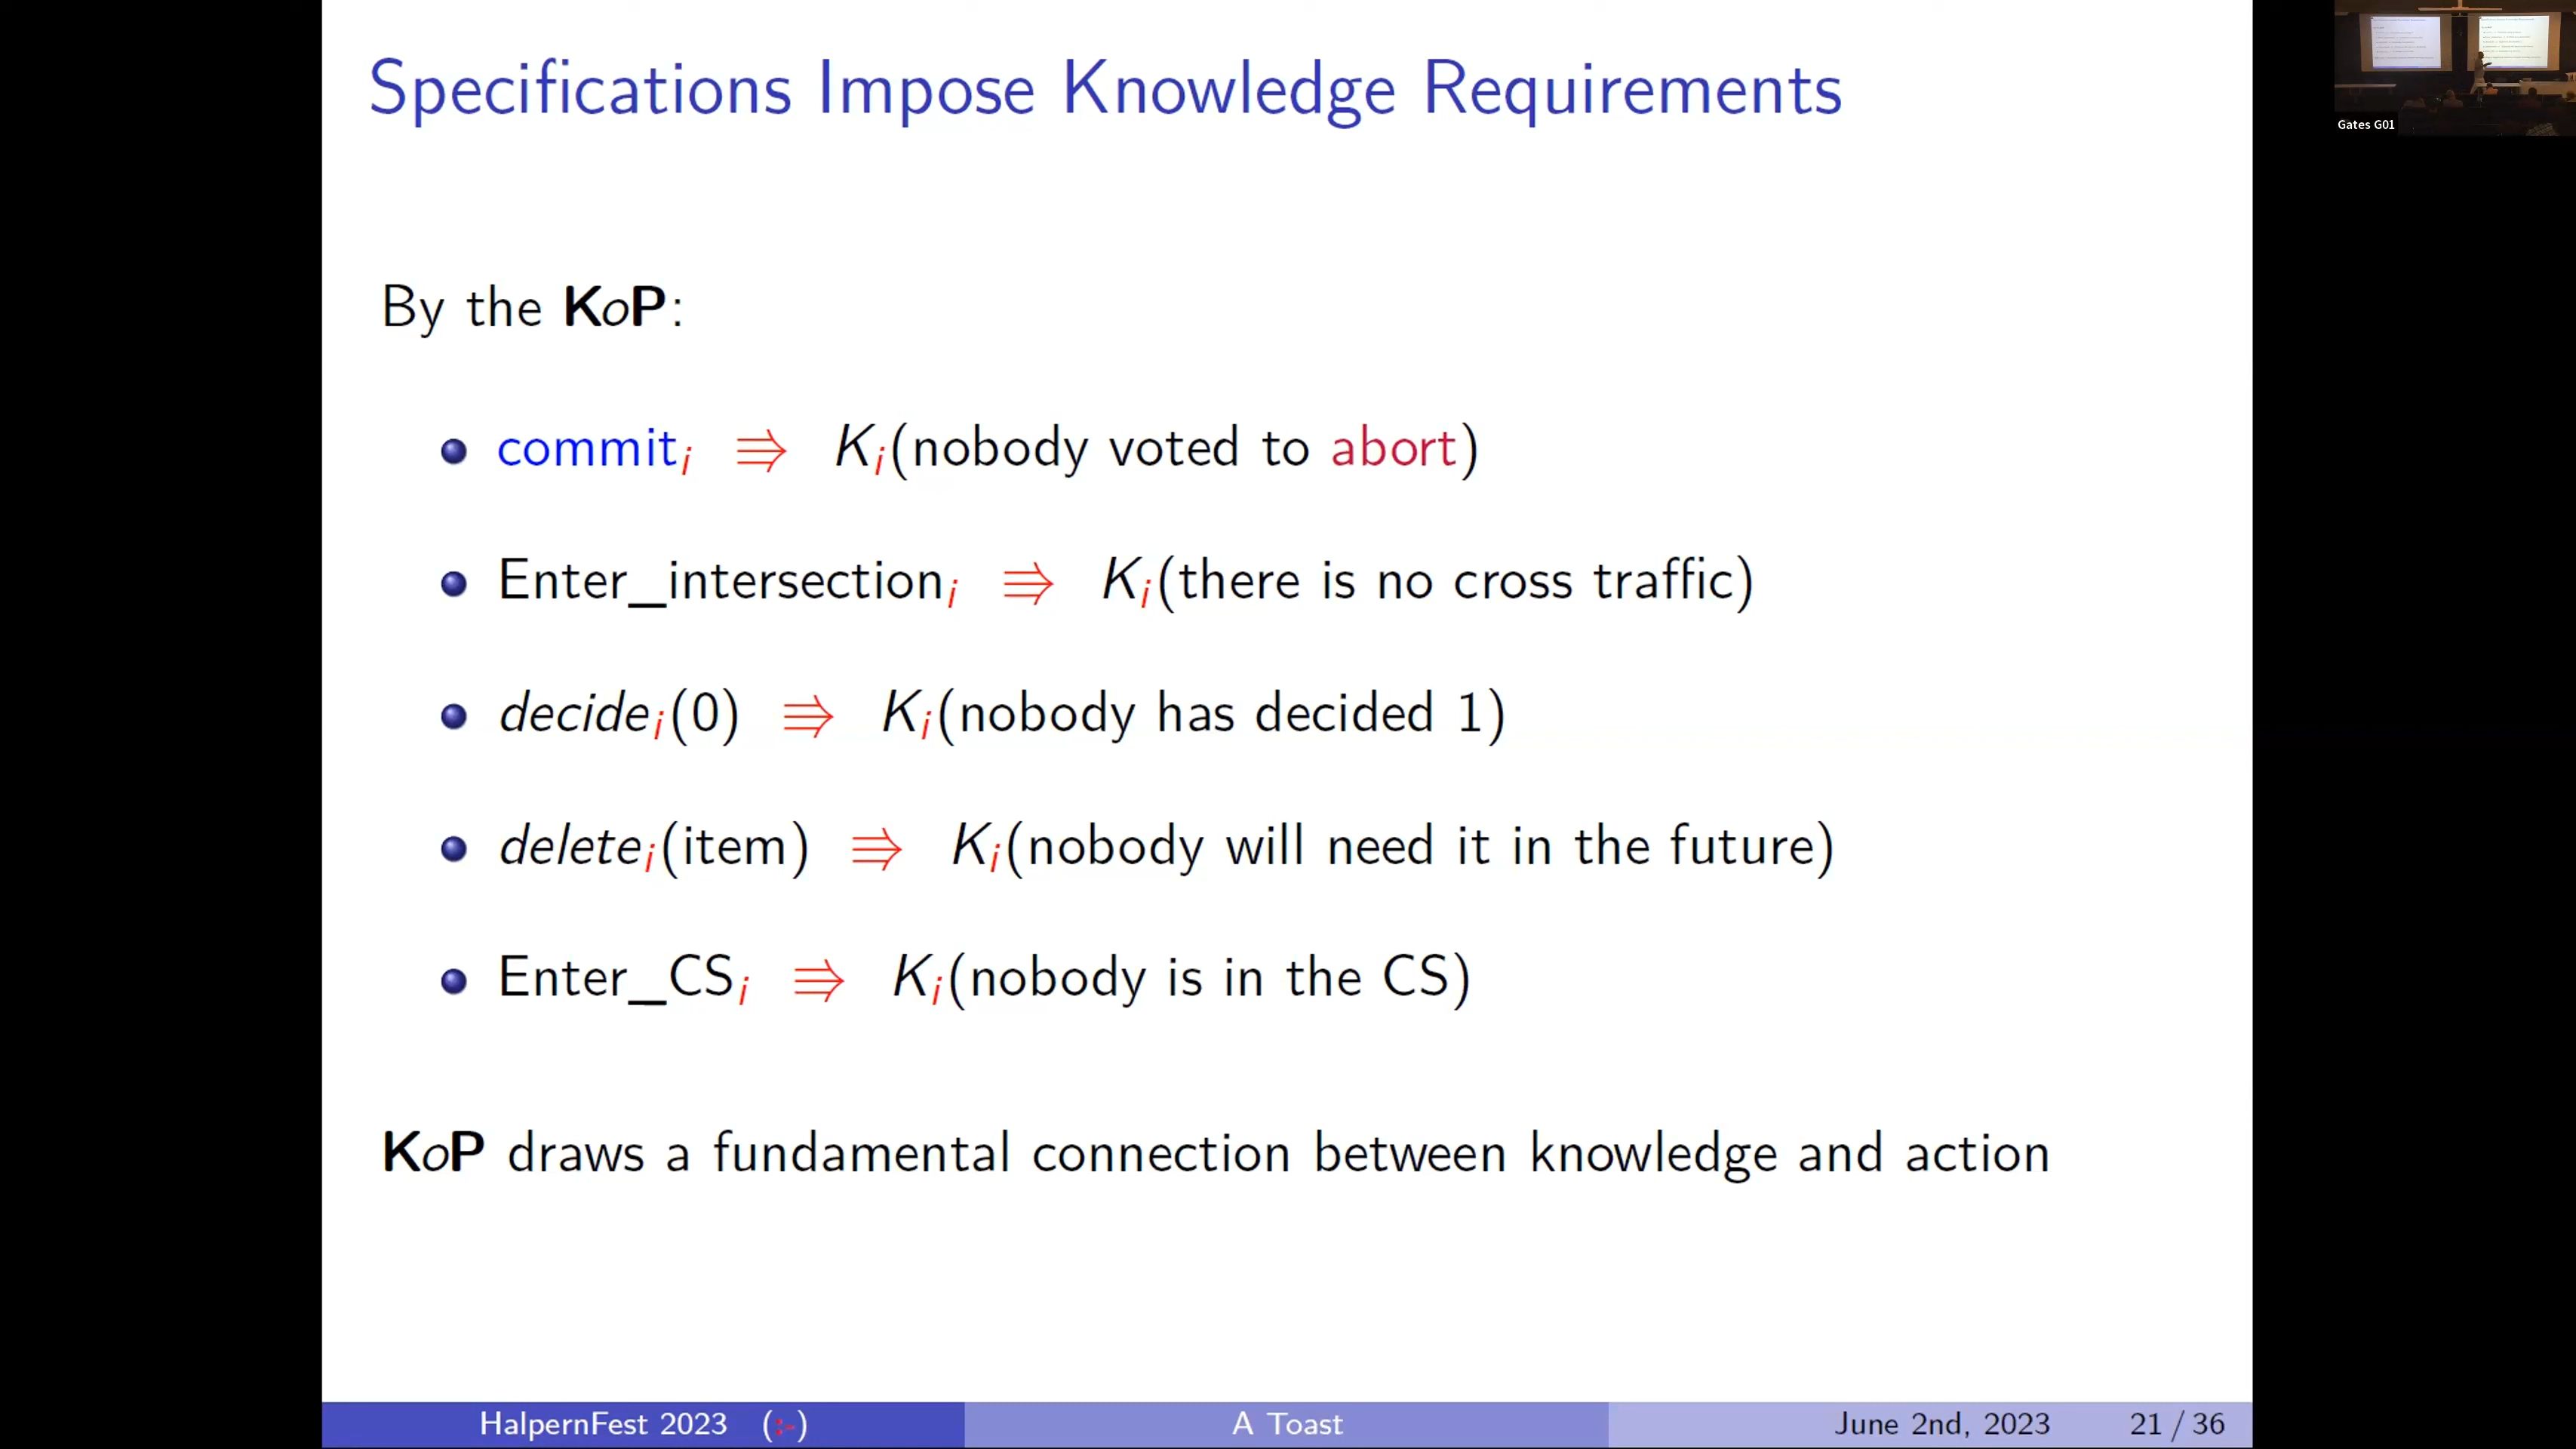 Specifications Impose Knowledge Requirements
Gates G01
By the KoP:
commit_i ⇛ K_i(nobody voted to abort)
Enter_intersection_i ⇛ K_i(there is no cross traffic)
decide_i(0) ⇛ K_i(nobody has decided 1)
delete_i(item) ⇛ K_i(nobody will need it in the future)
Enter_CS_i ⇛ K_i(nobody is in the CS)
KoP draws a fundamental connection between knowledge and action
HalpernFest 2023 (:-) A Toast June 2nd, 2023 21 / 36